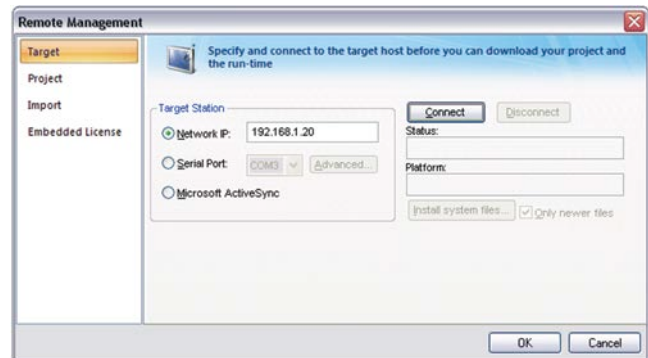 Remote Management
Target
Project
Import
Embedded License
Specify and connect to the target host before you can download your project and
the run-time
Target Station
Network IP:
192.168.1.20
Serial Port:
COM3
Advanced...
Microsoft ActiveSync
Connect
Disconnect
Status:
Platform:
Install system files...
Only newer files
OK
Cancel